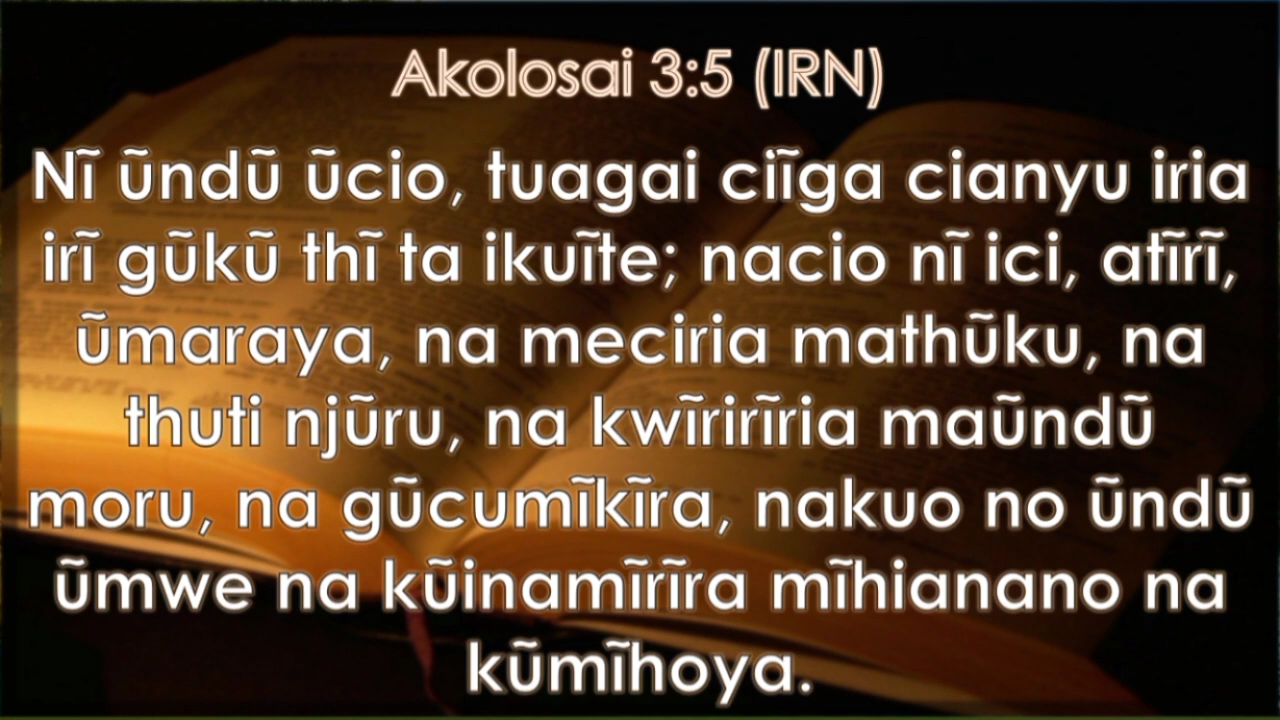 Akolosai 3:5 (IRN)
Nĩ ũndũ ũcio, tuagai ciĩga cianyu iria
irĩ gũkũ thĩ ta ikuĩte; nacio nĩ ici, atĩrĩ,
ũmaraya, na meciria mathũku, na
thuti njũru, na kwĩrirĩria maũndũ
moru, na gũcumĩkĩra, nakuo no ũndũ
ũmwe na kũinamĩrĩra mĩhianano na
kũmĩhoya.